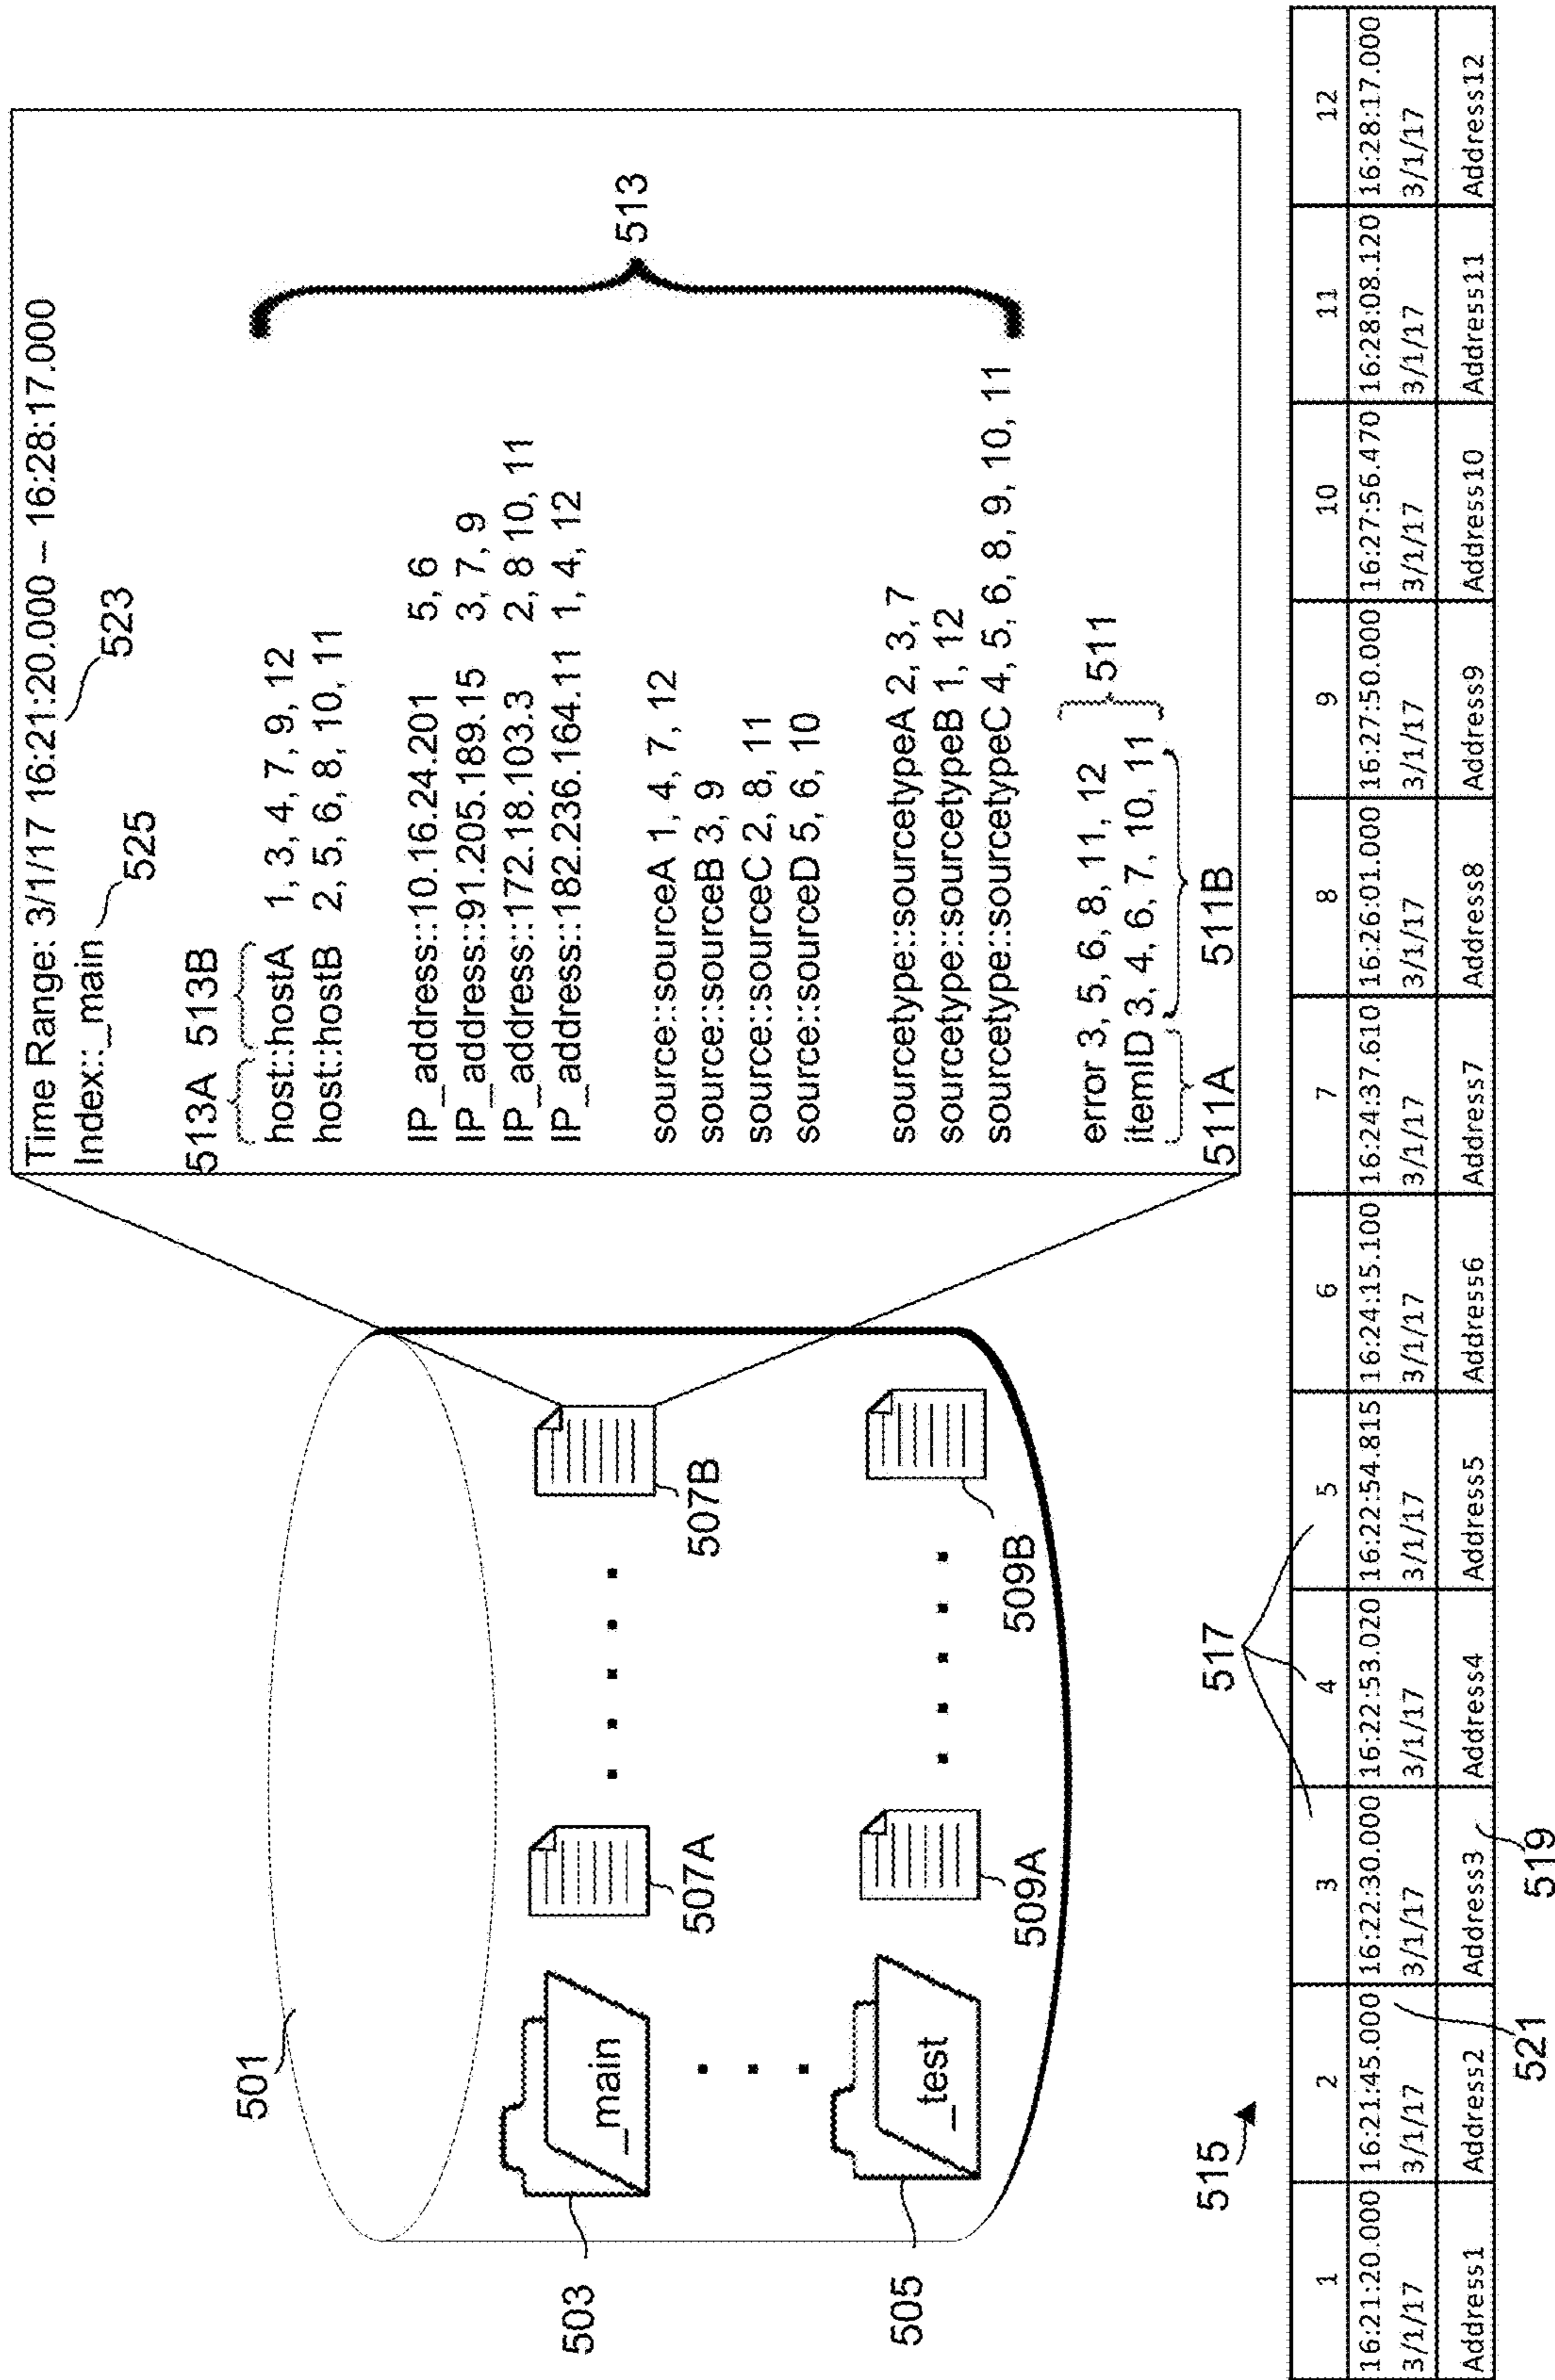 Time Range: 3/1/17 16:21:20.000 – 16:28:17.000
523
Index::_main
525
513A 513B
host::hostA 1, 3, 4, 7, 9, 12
host::hostB 2, 5, 6, 8, 10, 11
IP_address::10.16.24.201 5, 6
IP_address::91.205.189.15 3, 7, 9
IP_address::172.18.103.3 2, 8 10, 11
IP_address::182.236.164.11 1, 4, 12
513
source::sourceA 1, 4, 7, 12
source::sourceB 3, 9
source::sourceC 2, 8, 11
source::sourceD 5, 6, 10
sourcetype::sourcetypeA 2, 3, 7
sourcetype::sourcetypeB 1, 12
sourcetype::sourcetypeC 4, 5, 6, 8, 9, 10, 11
error 3, 5, 6, 8, 11, 12
itemID 3, 4, 6, 7, 10, 11
511
511A 511B
501
_main
503
507A
507B
_test
505
509A
509B
515
517
1 2 3 4 5 6 7 8 9 10 11 12
16:21:20.000 16:21:45.000 16:22:30.000 16:22:53.020 16:22:54.815 16:24:15.100 16:24:37.610 16:26:01.000 16:27:50.000 16:27:56.470 16:28:08.120 16:28:17.000
3/1/17 3/1/17 3/1/17 3/1/17 3/1/17 3/1/17 3/1/17 3/1/17 3/1/17 3/1/17 3/1/17 3/1/17
Address1 Address2 Address3 Address4 Address5 Address6 Address7 Address8 Address9 Address10 Address11 Address12
521
519